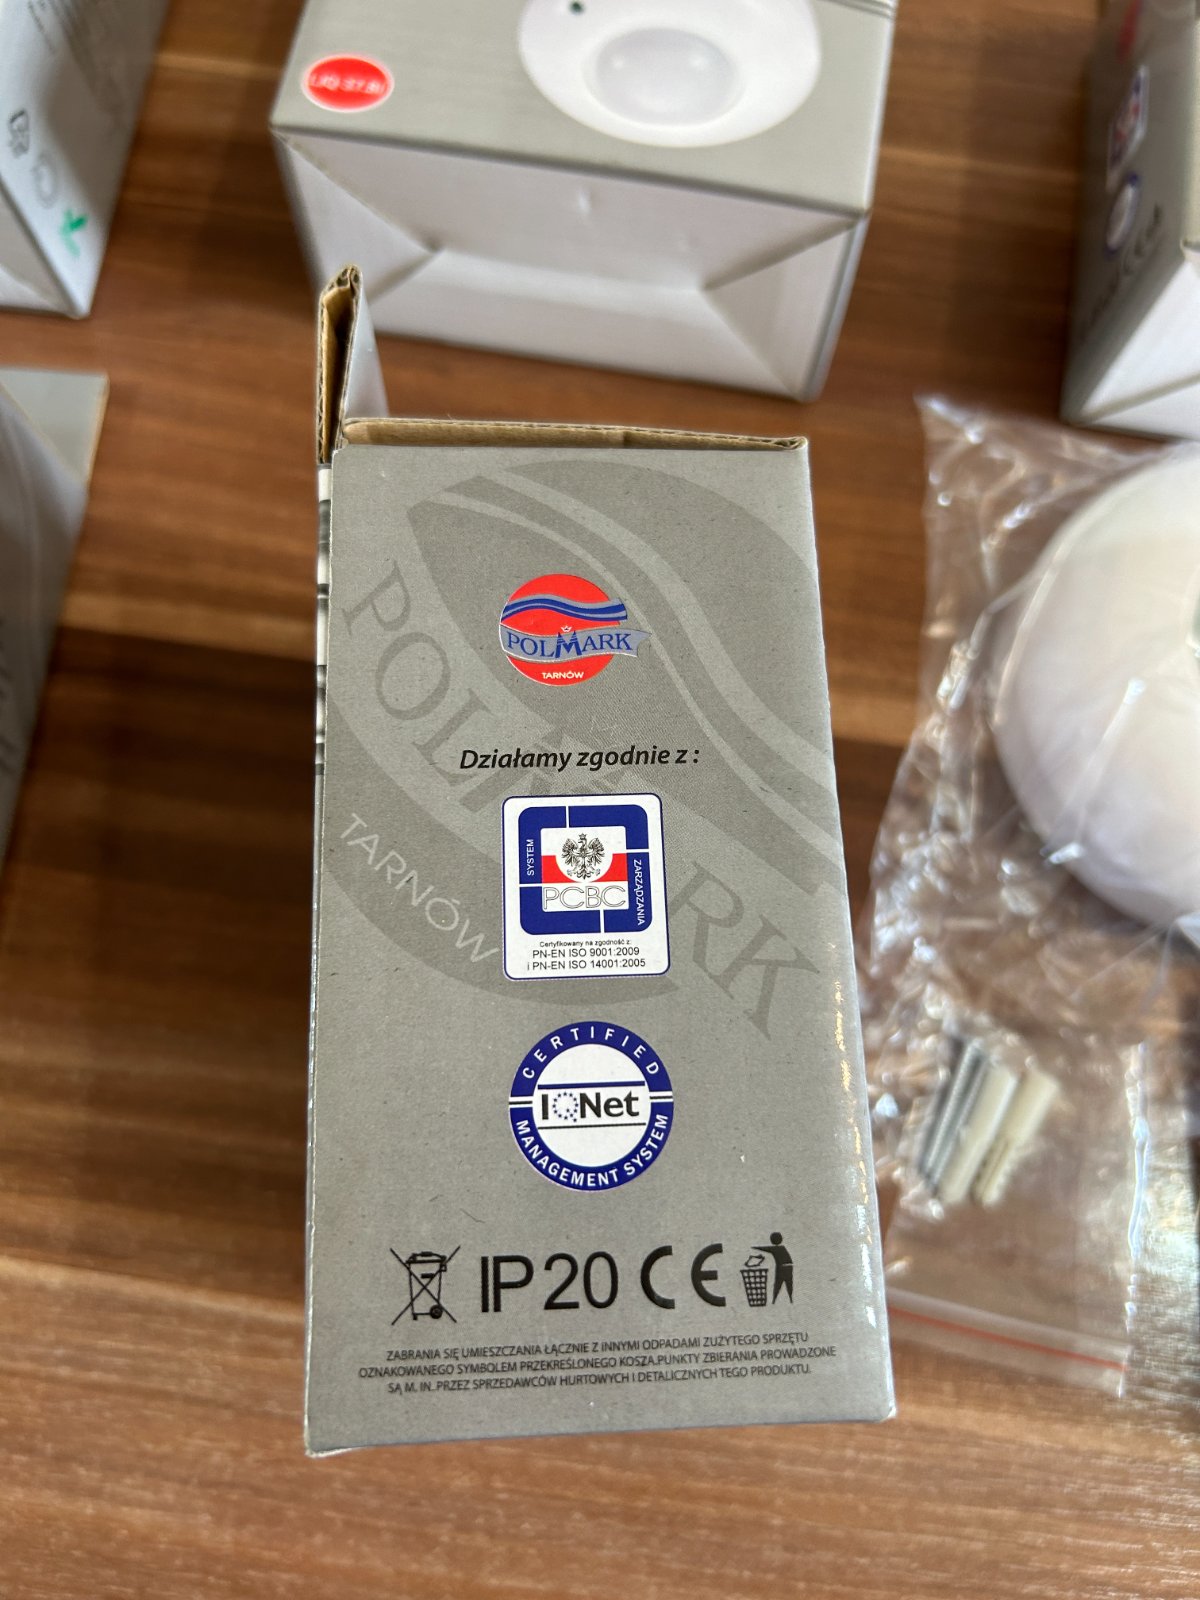 POLMARK
TARNÓW
POLMARK
TARNÓW
Działamy zgodnie z :
SYSTEM
ZARZĄDZANIA
PCBC
Certyfikowany na zgodność z:
PN-EN ISO 9001:2009
i PN-EN ISO 14001:2005
CERTIFIED
IQNet
MANAGEMENT SYSTEM
IP20 CE
ZABRANIA SIĘ UMIESZCZANIA ŁĄCZNIE Z INNYMI ODPADAMI ZUŻYTEGO SPRZĘTU
OZNAKOWANEGO SYMBOLEM PRZEKREŚLONEGO KOSZA.PUNKTY ZBIERANIA PROWADZONE
SĄ M. IN..PRZEZ SPRZEDAWCÓW HURTOWYCH I DETALICZNYCH TEGO PRODUKTU.